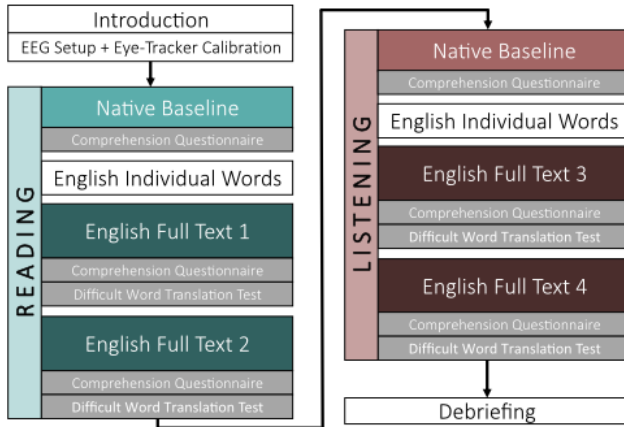 Introduction
EEG Setup + Eye-Tracker Calibration
READING
Native Baseline
Comprehension Questionnaire
English Individual Words
English Full Text 1
Comprehension Questionnaire
Difficult Word Translation Test
English Full Text 2
Comprehension Questionnaire
Difficult Word Translation Test
LISTENING
Native Baseline
Comprehension Questionnaire
English Individual Words
English Full Text 3
Comprehension Questionnaire
Difficult Word Translation Test
English Full Text 4
Comprehension Questionnaire
Difficult Word Translation Test
Debriefing